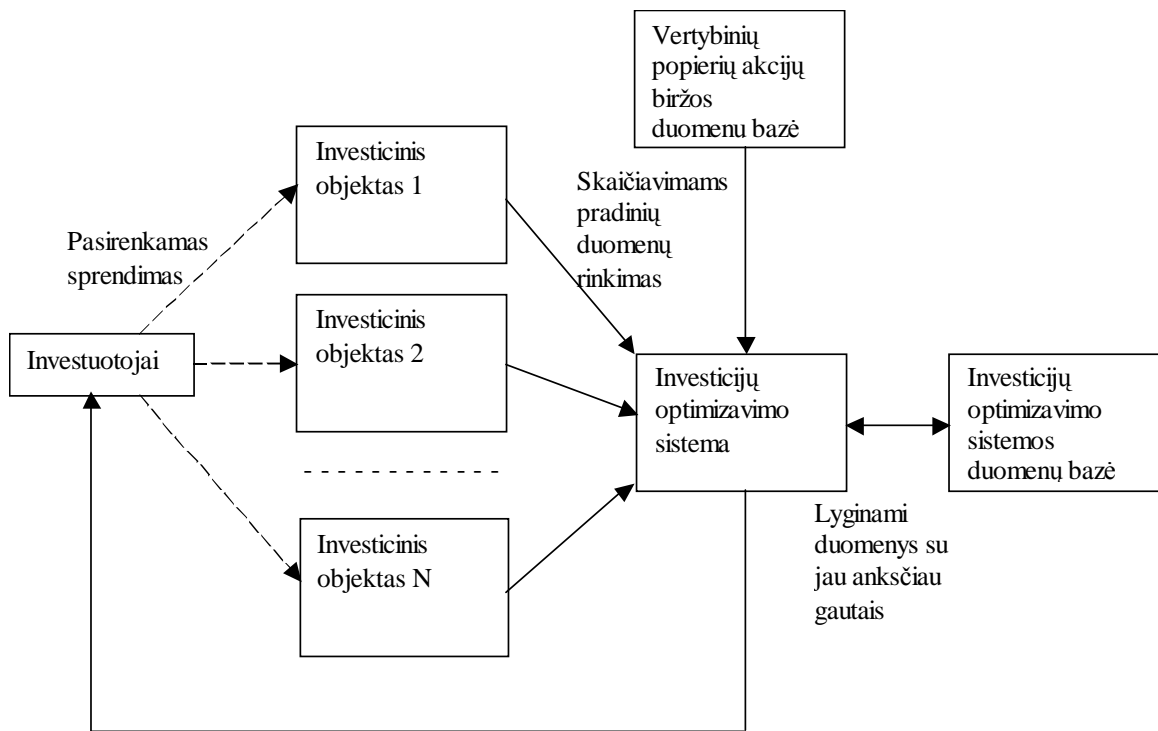 Vertybinių
popierių akcijų
biržos
duomenų bazė
Investicinis
objektas 1
Skaičiavimams
pradinių
duomenų
rinkimas
Pasirenkamas
sprendimas
Investicinis
objektas 2
Investuotojai
Investicijų
optimizavimo
sistema
Investicijų
optimizavimo
sistemos
duomenų bazė
Investicinis
objektas N
Lyginami
duomenys su
jau anksčiau
gautais